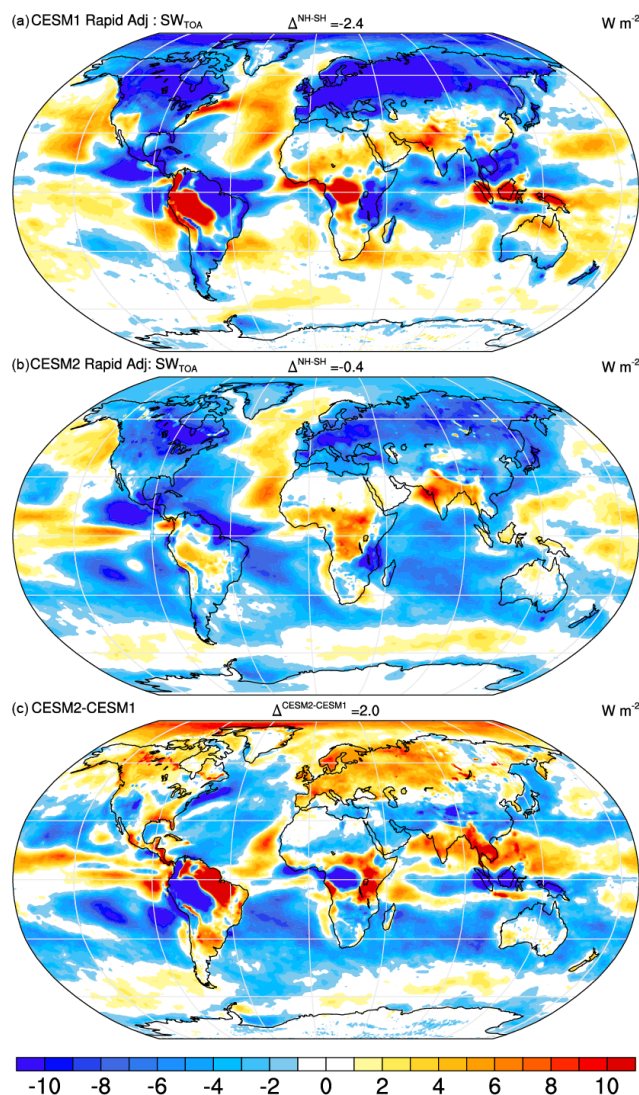 (a) CESM1 Rapid Adj : SW_TOA Δ^NH-SH=-2.4 W m⁻²
(b) CESM2 Rapid Adj: SW_TOA Δ^NH-SH=-0.4 W m⁻²
(c) CESM2-CESM1 Δ^CESM2-CESM1=2.0 W m⁻²
-10 -8 -6 -4 -2 0 2 4 6 8 10